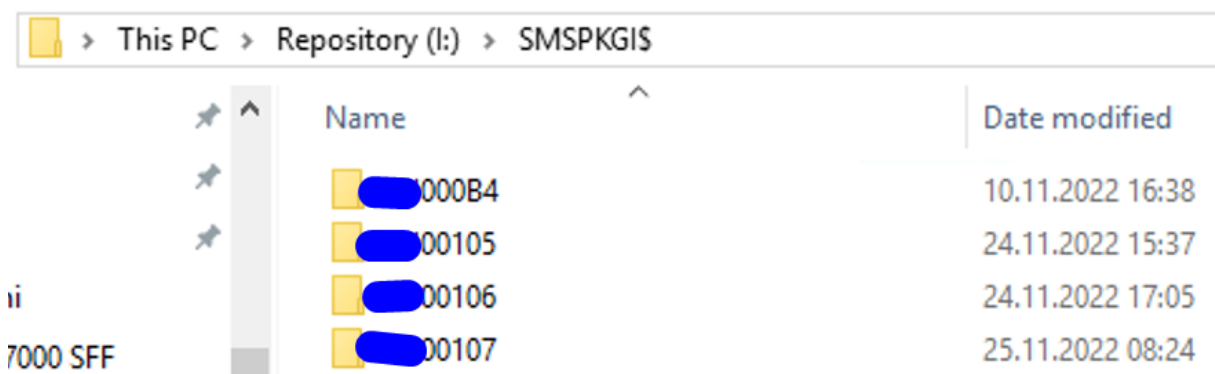 This PC > Repository (I:) > SMSPKGI$
Name Date modified
000B4 10.11.2022 16:38
00105 24.11.2022 15:37
00106 24.11.2022 17:05
ni
00107 25.11.2022 08:24
7000 SFF